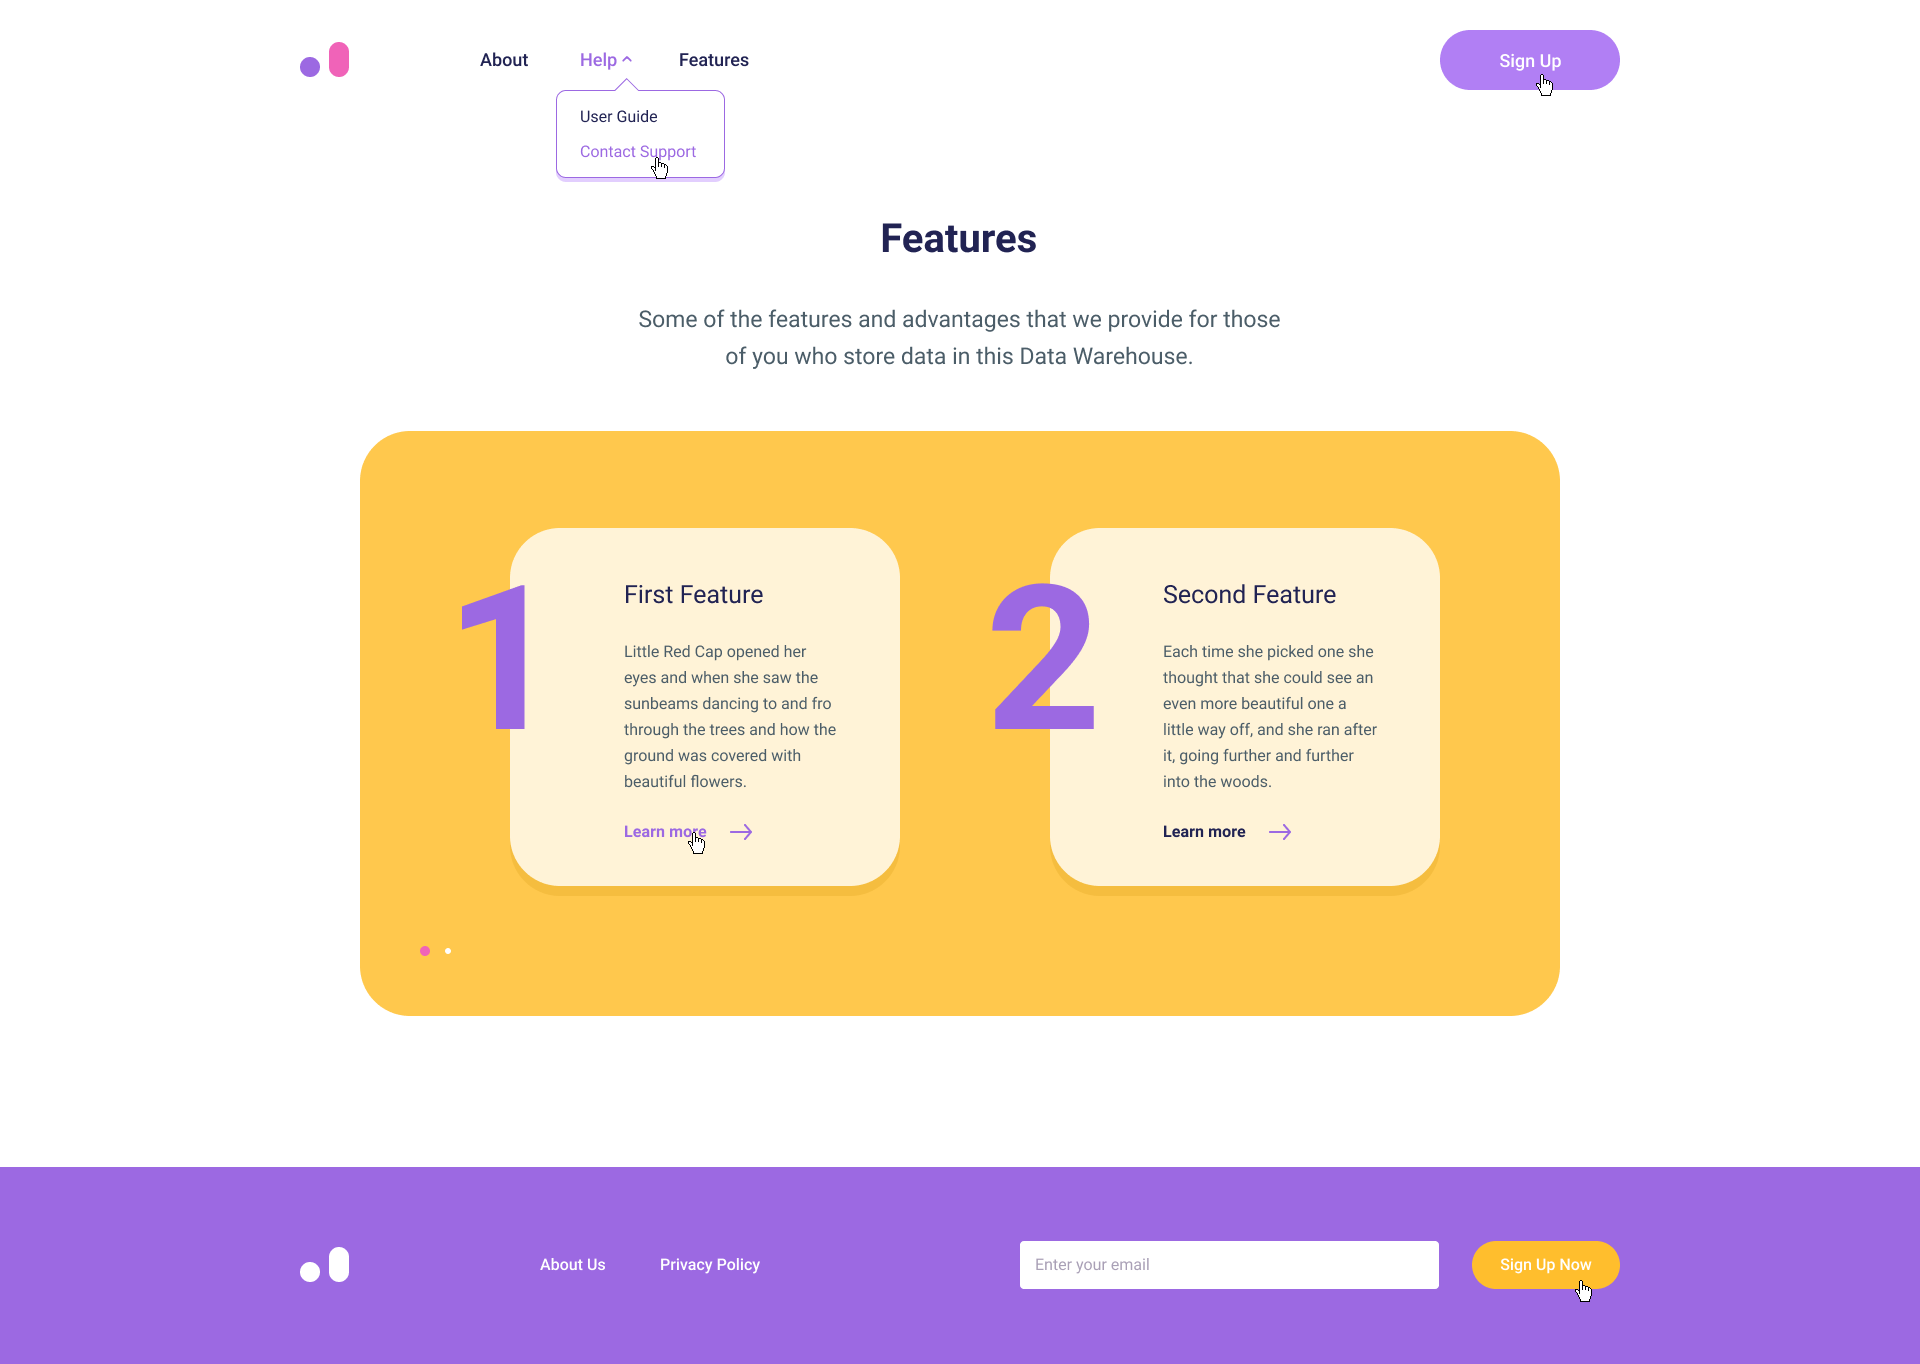 About
Help
Features
Sign Up
User Guide
Contact Support
Features
Some of the features and advantages that we provide for those
of you who store data in this Data Warehouse.
1
First Feature
Little Red Cap opened her
eyes and when she saw the
sunbeams dancing to and fro
through the trees and how the
ground was covered with
beautiful flowers.
Learn more
2
Second Feature
Each time she picked one she
thought that she could see an
even more beautiful one a
little way off, and she ran after
it, going further and further
into the woods.
Learn more
About Us
Privacy Policy
Enter your email
Sign Up Now